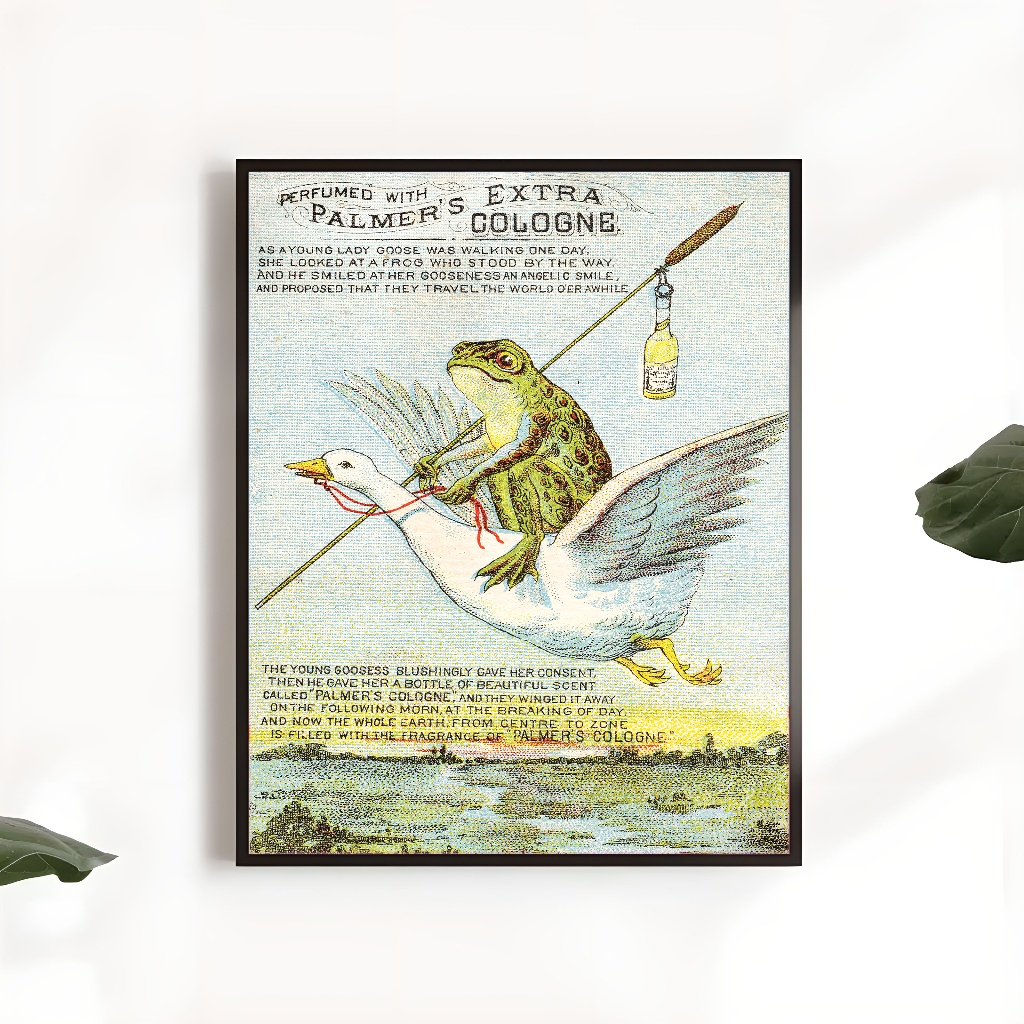 PERFUMED WITH
PALMER'S
EXTRA
COLOGNE.
AS A YOUNG LADY GOOSE WAS WALKING ONE DAY,
SHE LOOKED AT A FROG WHO STOOD BY THE WAY.
AND HE SMILED AT HER GOOSENESS AN ANGELIC SMILE,
AND PROPOSED THAT THEY TRAVEL THE WORLD O'ER AWHILE
THE YOUNG GOOSESS BLUSHINGLY GAVE HER CONSENT,
THEN HE GAVE HER A BOTTLE OF BEAUTIFUL SCENT
CALLED "PALMER'S COLOGNE," AND THEY WINGED IT AWAY
ON THE FOLLOWING MORN, AT THE BREAKING OF DAY.
AND NOW THE WHOLE EARTH, FROM CENTRE TO ZONE
IS FILLED WITH THE FRAGRANCE OF "PALMER'S COLOGNE."